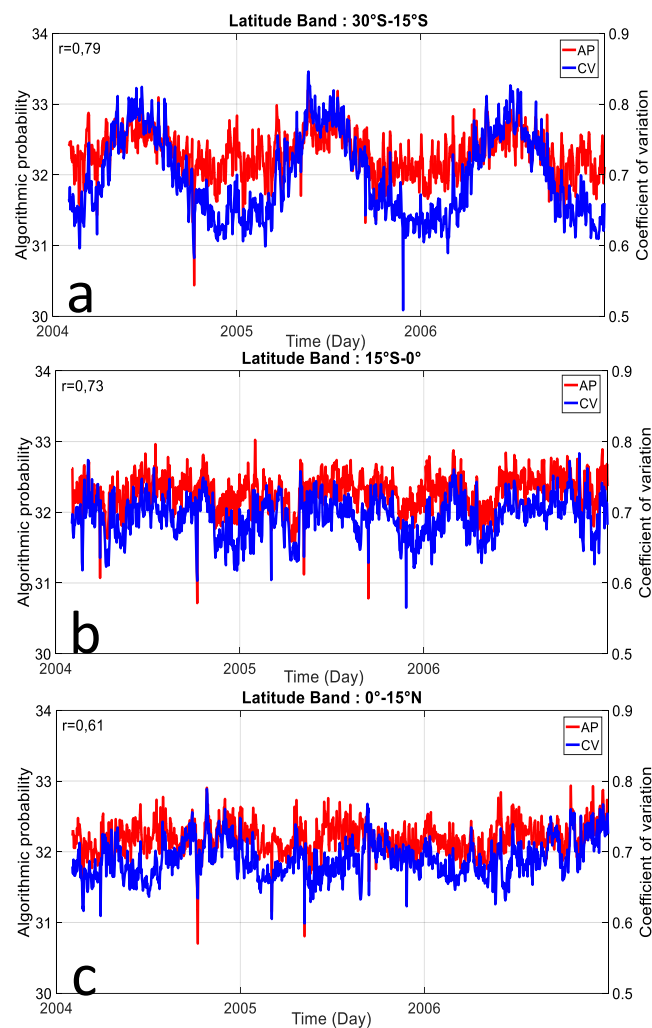 Latitude Band : 30°S-15°S
r=0,79
AP
CV
Algorithmic probability
Coefficient of variation
34
33
32
31
30
0.9
0.8
0.7
0.6
0.5
a
2004
2005
2006
Time (Day)
Latitude Band : 15°S-0°
r=0,73
AP
CV
Algorithmic probability
Coefficient of variation
34
33
32
31
30
0.9
0.8
0.7
0.6
0.5
b
2004
2005
2006
Time (Day)
Latitude Band : 0°-15°N
r=0,61
AP
CV
Algorithmic probability
Coefficient of variation
34
33
32
31
30
0.9
0.8
0.7
0.6
0.5
c
2004
2005
2006
Time (Day)